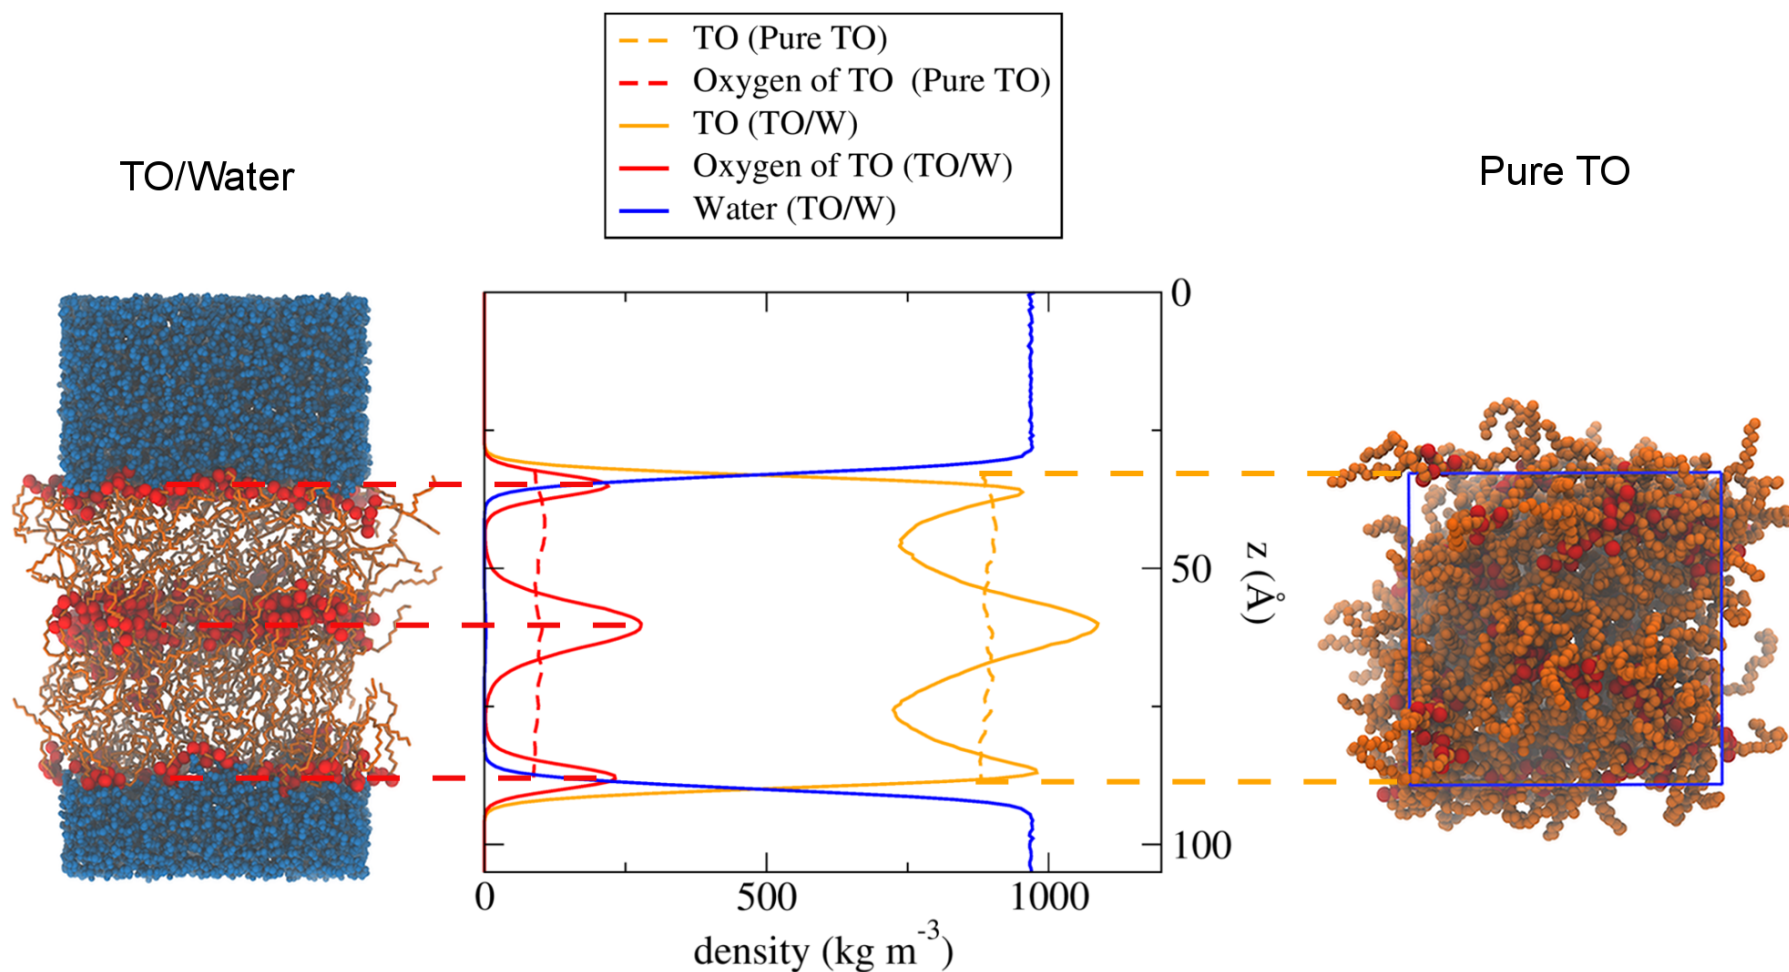 TO (Pure TO)
Oxygen of TO (Pure TO)
TO (TO/W)
Oxygen of TO (TO/W)
Water (TO/W)
TO/Water
Pure TO
0
50
100
z (Å)
0
500
1000
density (kg m⁻³)